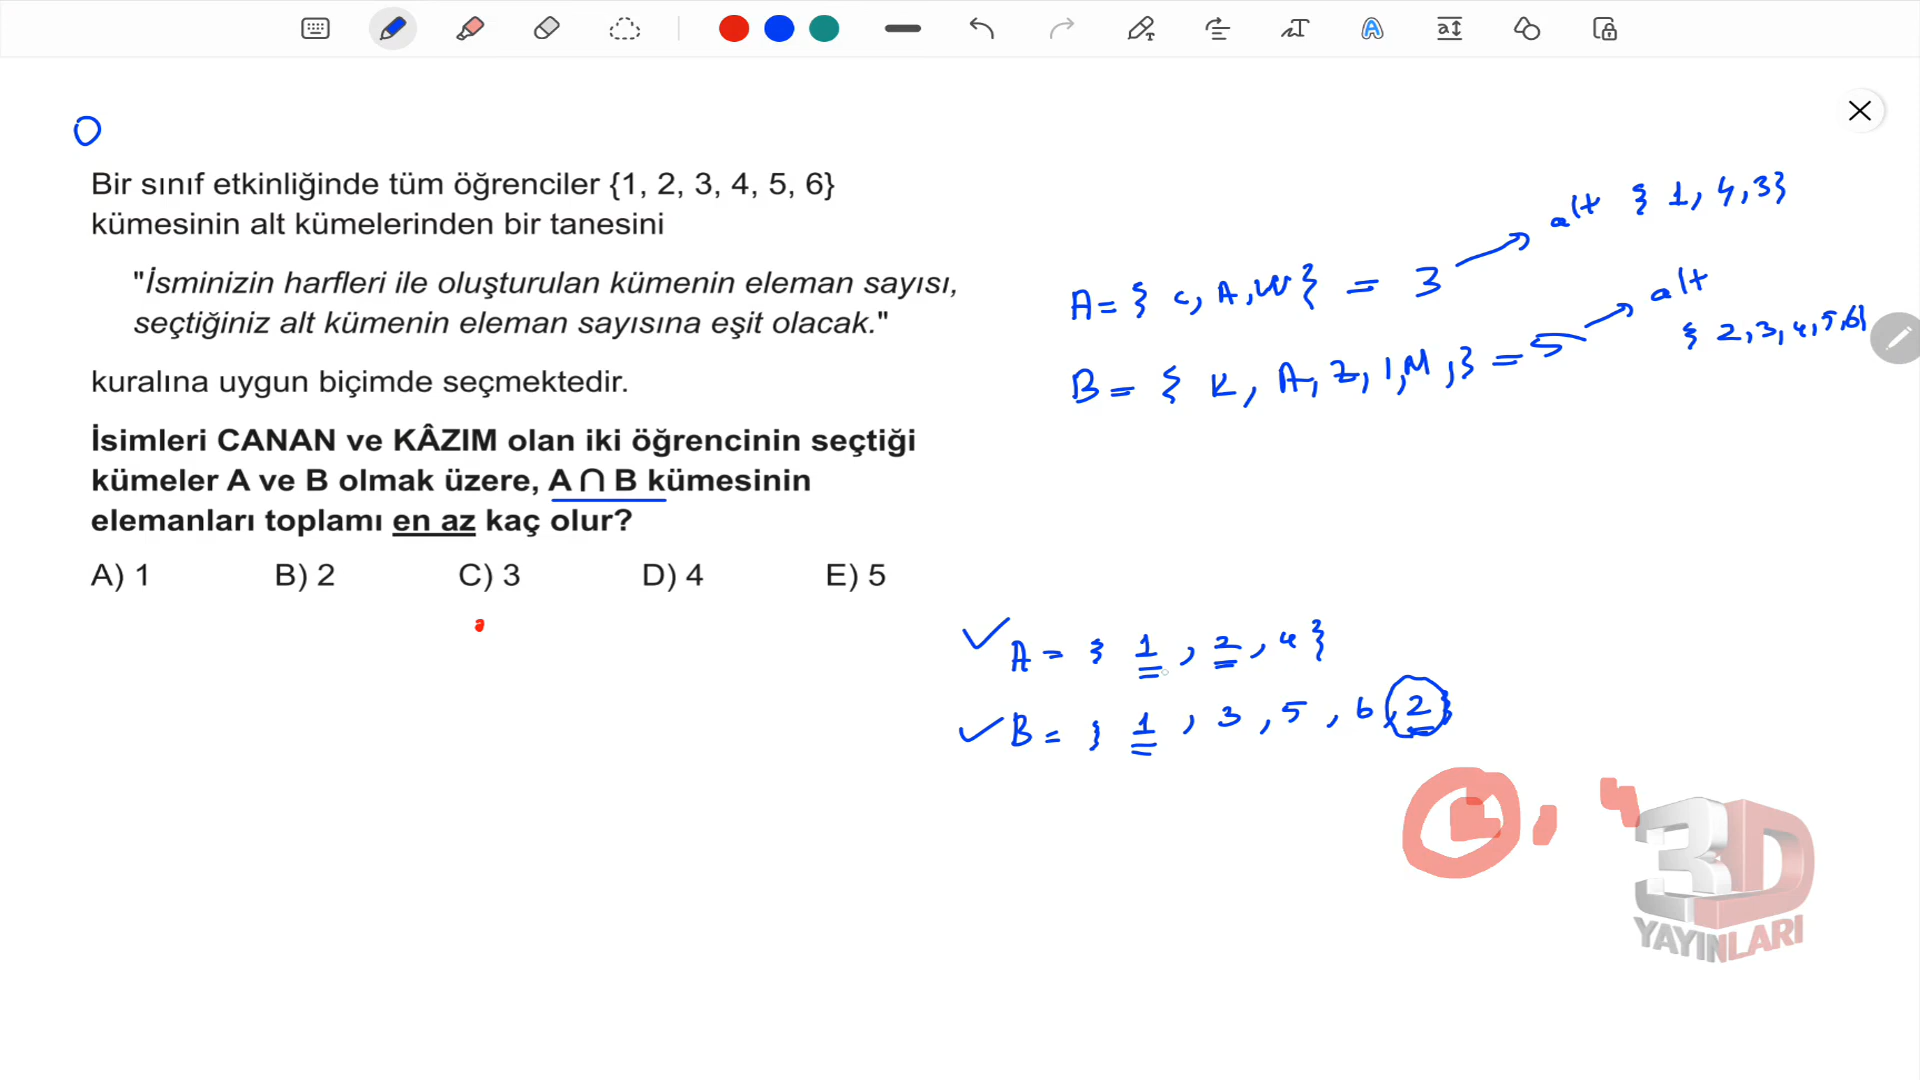 Bir sınıf etkinliğinde tüm öğrenciler {1, 2, 3, 4, 5, 6}
kümesinin alt kümelerinden bir tanesini
"İsminizin harfleri ile oluşturulan kümenin eleman sayısı,
seçtiğiniz alt kümenin eleman sayısına eşit olacak."
kuralına uygun biçimde seçmektedir.
İsimleri CANAN ve KÂZIM olan iki öğrencinin seçtiği
kümeler A ve B olmak üzere, A ∩ B kümesinin
elemanları toplamı en az kaç olur?
A) 1 B) 2 C) 3 D) 4 E) 5
alt { 1, 4, 3}
A = { C, A, N } = 3
alt
{ 2, 3, 4, 5, 6}
B = { K, A, Z, I, M, } = 5
A = { 1, 2, 4 }
B = { 1, 3, 5, 6, 2 }
3D
YAYINLARI